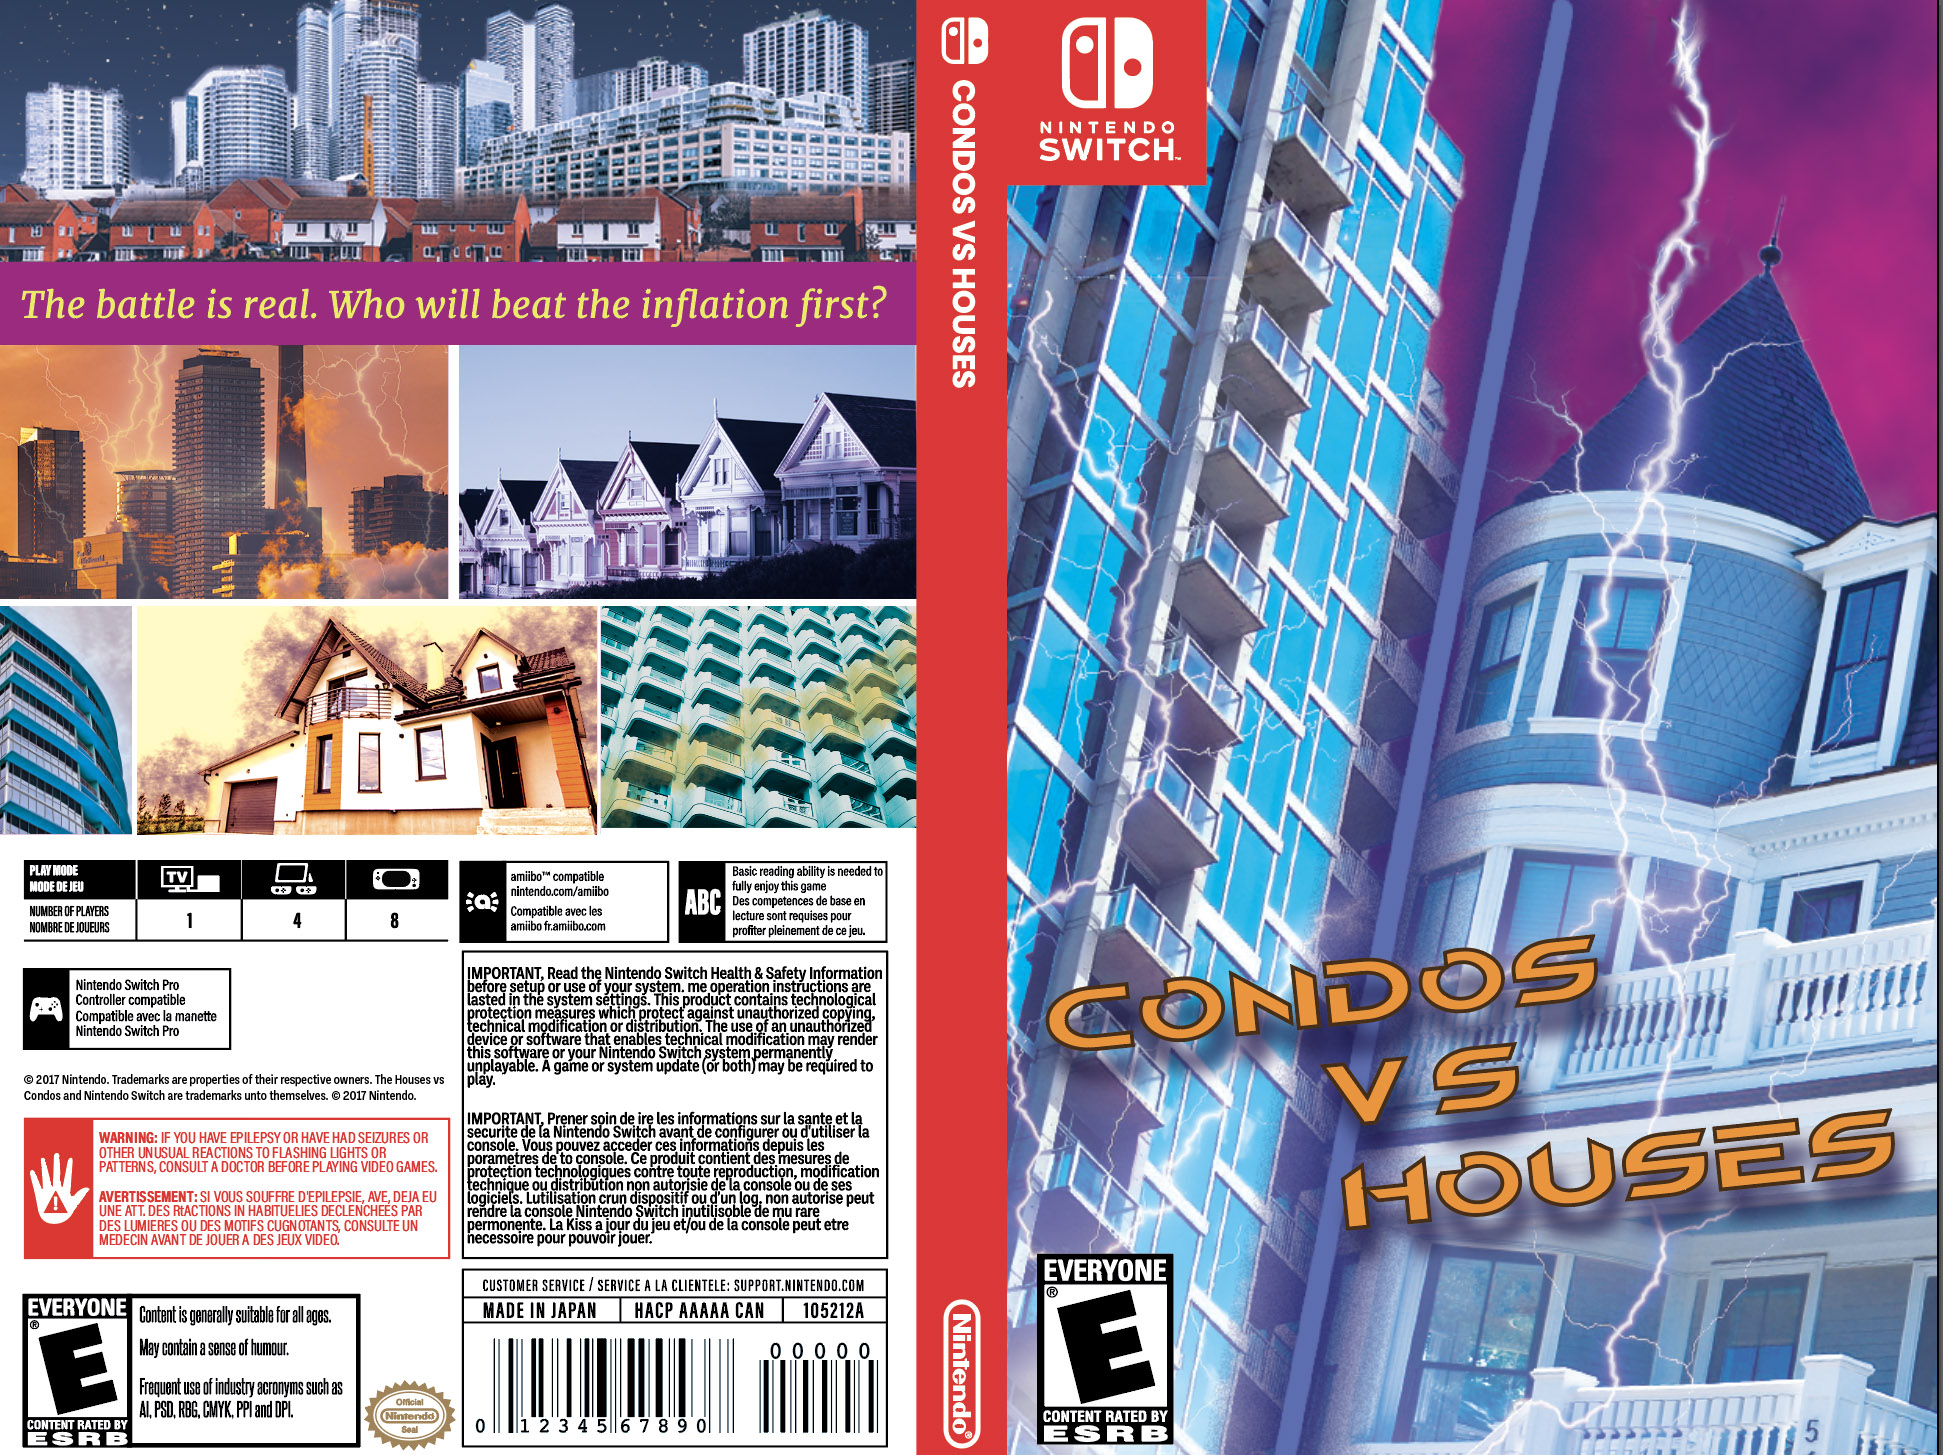 The battle is real. Who will beat the inflation first?
PLAY MODE
MODE DE JEU
TV
NUMBER OF PLAYERS
NOMBRE DE JOUEURS
1
4
8
amiibo™ compatible
nintendo.com/amiibo
Compatible avec les
amiibo fr.amiibo.com
ABC
Basic reading ability is needed to
fully enjoy this game
Des competences de base en
lecture sont requises pour
profiter pleinement de ce jeu.
Nintendo Switch Pro
Controller compatible
Compatible avec la manette
Nintendo Switch Pro
© 2017 Nintendo. Trademarks are properties of their respective owners. The Houses vs
Condos and Nintendo Switch are trademarks unto themselves. © 2017 Nintendo.
WARNING: IF YOU HAVE EPILEPSY OR HAVE HAD SEIZURES OR
OTHER UNUSUAL REACTIONS TO FLASHING LIGHTS OR
PATTERNS, CONSULT A DOCTOR BEFORE PLAYING VIDEO GAMES.
AVERTISSEMENT: SI VOUS SOUFFRE D'EPILEPSIE, AVE, DEJA EU
UNE ATT. DES RtACTIONS IN HABITUELIES DECLENCHEES PAR
DES LUMIERES OU DES MOTIFS CUGNOTANTS, CONSULTE UN
MEDECIN AVANT DE JOUER A DES JEUX VIDEO.
IMPORTANT, Read the Nintendo Switch Health & Safety Information
before setup or use of your system. me operation instructions are
lasted in the system settings. This product contains technological
protection measures which protect against unauthorized copying,
technical modification or distribution. The use of an unauthorized
device or software that enables technical modification may render
this software or your Nintendo Switch system permanently
unplayable. A game or system update (or both) may be required to
play.
IMPORTANT, Prener soin de ire les informations sur la sante et la
securite de la Nintendo Switch avant de configurer ou d'utiliser la
console. Vous pouvez acceder ces informations depuis les
porametres de to console. Ce produit contient des mesures de
protection technologiques contre toute reproduction, modification
technique ou distribution non autorisie de la console ou de ses
logiciels. Lutilisation crun dispositif ou d'un log, non autorise peut
rendre la console Nintendo Switch inutilisoble de mu rare
permonente. La Kiss a jour du jeu et/ou de la console peut etre
necessoire pour pouvoir jouer.
EVERYONE
E
®
CONTENT RATED BY
ESRB
Content is generally suitable for all ages.
May contain a sense of humour.
Frequent use of industry acronyms such as
AI, PSD, RBG, CMYK, PPI and DPI.
Official
Nintendo
Seal
CUSTOMER SERVICE / SERVICE A LA CLIENTELE: SUPPORT.NINTENDO.COM
MADE IN JAPAN
HACP AAAAA CAN
105212A
0 12345 67890
00000
CONDOS VS HOUSES
Nintendo®
NINTENDO
SWITCH™
CONDOS
VS
HOUSES
EVERYONE
®
E
CONTENT RATED BY
ESRB
5